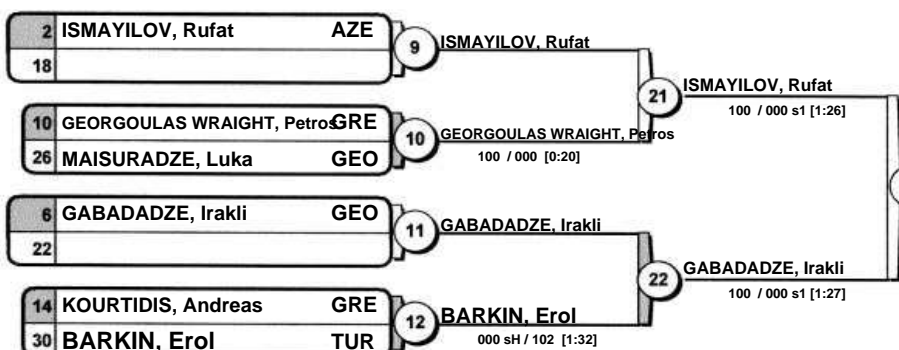 2 ISMAYILOV, Rufat AZE
18
9 ISMAYILOV, Rufat
10 GEORGOULAS WRAIGHT, Petros GRE
26 MAISURADZE, Luka GEO
10 GEORGOULAS WRAIGHT, Petros
100 / 000 [0:20]
21 ISMAYILOV, Rufat
100 / 000 s1 [1:26]
6 GABADADZE, Irakli GEO
22
11 GABADADZE, Irakli
14 KOURTIDIS, Andreas GRE
30 BARKIN, Erol TUR
12 BARKIN, Erol
000 sH / 102 [1:32]
22 GABADADZE, Irakli
100 / 000 s1 [1:27]